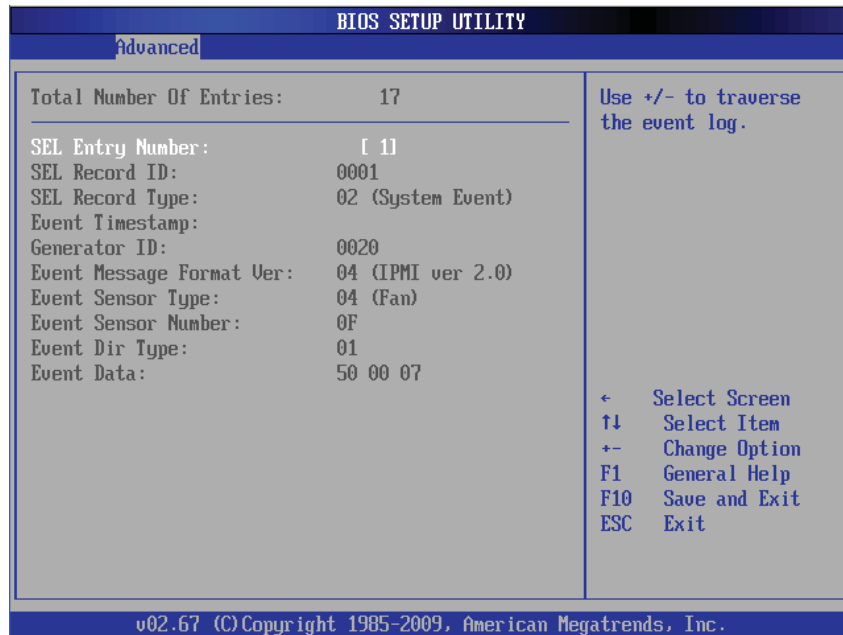 BIOS SETUP UTILITY
Advanced
Total Number Of Entries: 17
SEL Entry Number: [ 1]
SEL Record ID: 0001
SEL Record Type: 02 (System Event)
Event Timestamp:
Generator ID: 0020
Event Message Format Ver: 04 (IPMI ver 2.0)
Event Sensor Type: 04 (Fan)
Event Sensor Number: 0F
Event Dir Type: 01
Event Data: 50 00 07
Use +/- to traverse
the event log.
← Select Screen
↑↓ Select Item
+- Change Option
F1 General Help
F10 Save and Exit
ESC Exit
v02.67 (C)Copyright 1985-2009, American Megatrends, Inc.